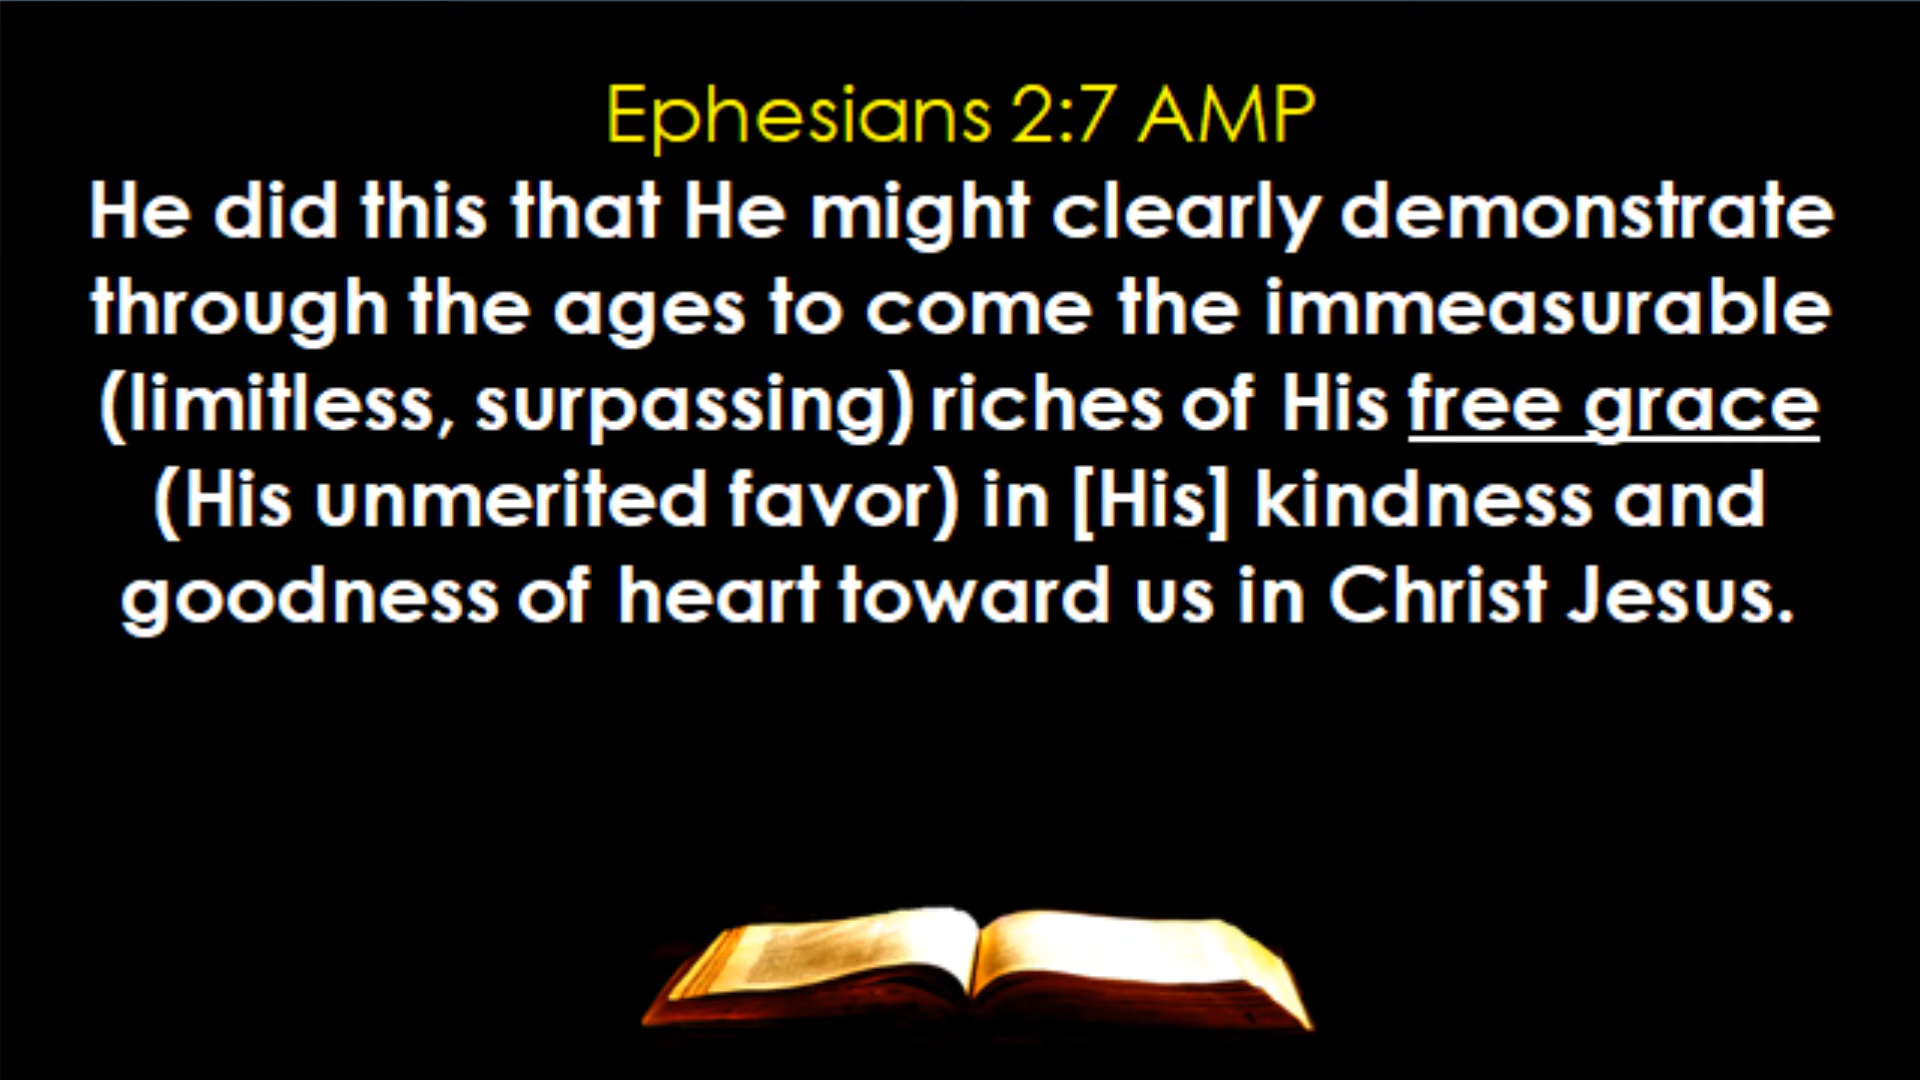 Ephesians 2:7 AMP
He did this that He might clearly demonstrate
through the ages to come the immeasurable
(limitless, surpassing) riches of His free grace
(His unmerited favor) in [His] kindness and
goodness of heart toward us in Christ Jesus.